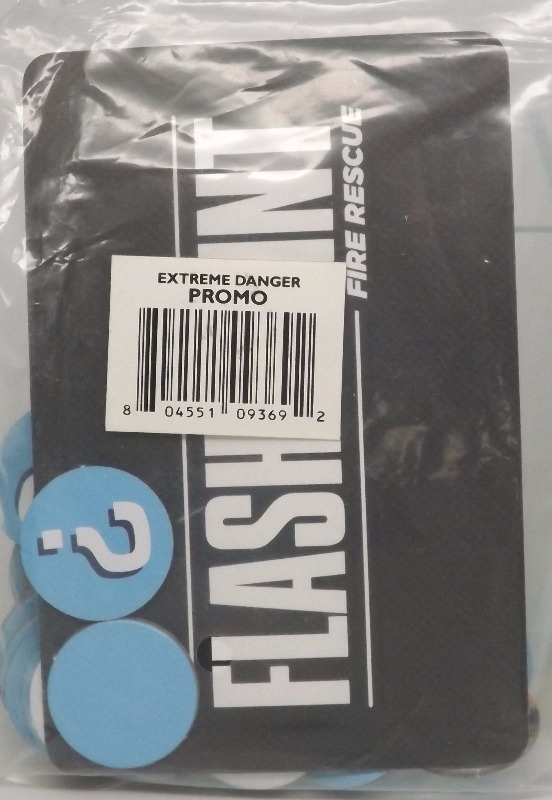 EXTREME DANGER
PROMO
8 04551 09369 2
FLASH INT
FIRE RESCUE
?